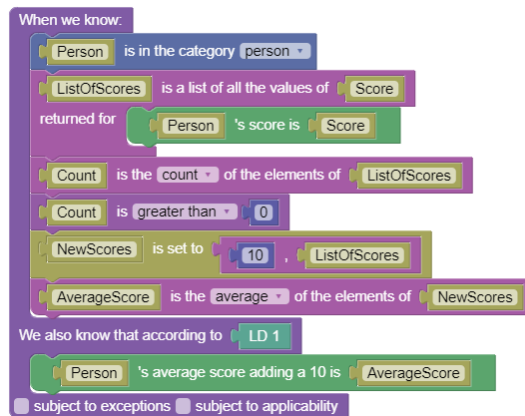 When we know:
Person is in the category person
ListOfScores is a list of all the values of Score
returned for Person 's score is Score
Count is the count of the elements of ListOfScores
Count is greater than 0
NewScores is set to 10 , ListOfScores
AverageScore is the average of the elements of NewScores
We also know that according to LD 1
Person 's average score adding a 10 is AverageScore
subject to exceptions subject to applicability